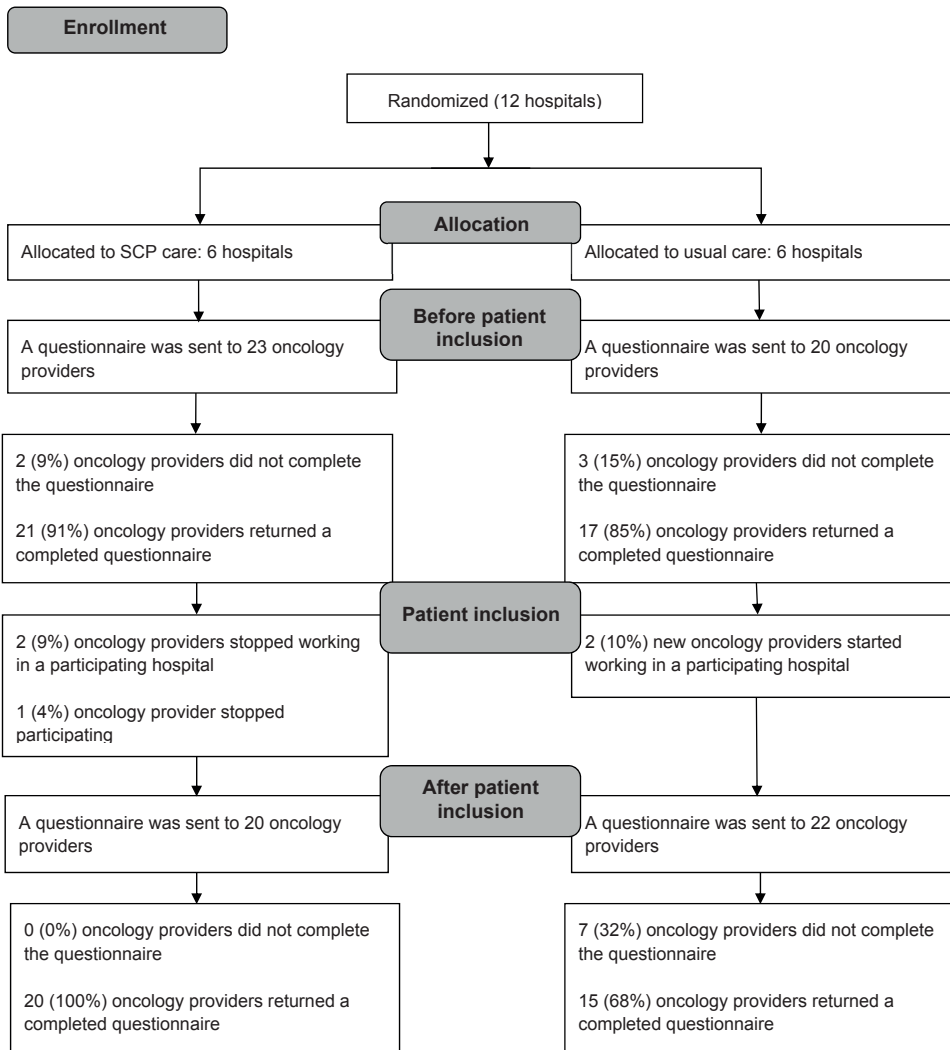 Enrollment
Randomized (12 hospitals)
Allocation
Allocated to SCP care: 6 hospitals
Allocated to usual care: 6 hospitals
Before patient
inclusion
A questionnaire was sent to 23 oncology
providers
A questionnaire was sent to 20 oncology
providers
2 (9%) oncology providers did not complete
the questionnaire
21 (91%) oncology providers returned a
completed questionnaire
3 (15%) oncology providers did not complete
the questionnaire
17 (85%) oncology providers returned a
completed questionnaire
Patient inclusion
2 (9%) oncology providers stopped working
in a participating hospital
1 (4%) oncology provider stopped
participating
2 (10%) new oncology providers started
working in a participating hospital
After patient
inclusion
A questionnaire was sent to 20 oncology
providers
A questionnaire was sent to 22 oncology
providers
0 (0%) oncology providers did not complete
the questionnaire
20 (100%) oncology providers returned a
completed questionnaire
7 (32%) oncology providers did not complete
the questionnaire
15 (68%) oncology providers returned a
completed questionnaire